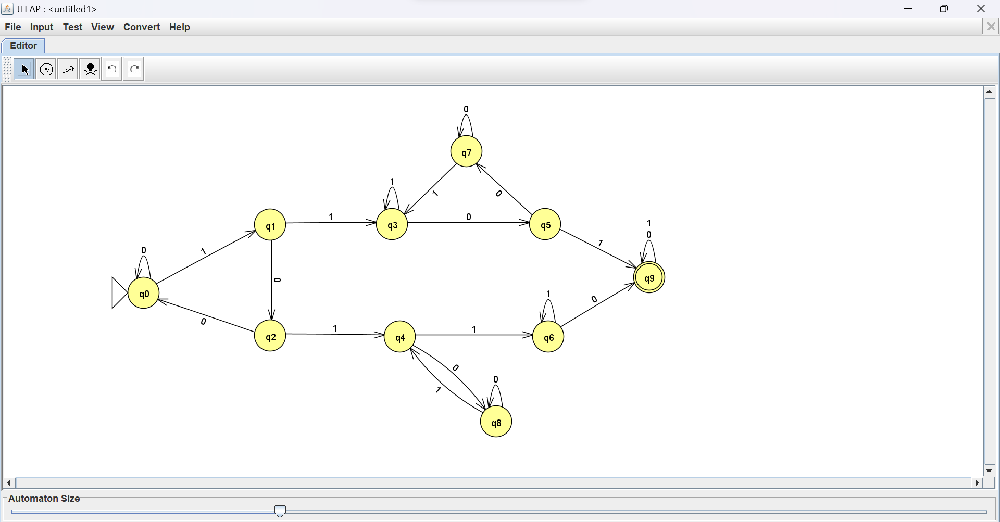 JFLAP : <untitled1>
File Input Test View Convert Help
Editor
0
q7
1
1
0
q1
1
q3
0
q5
1
0
1
0
1
q9
q0
0
1
0
0
q2
1
q4
1
q6
0
0
1
q8
Automaton Size